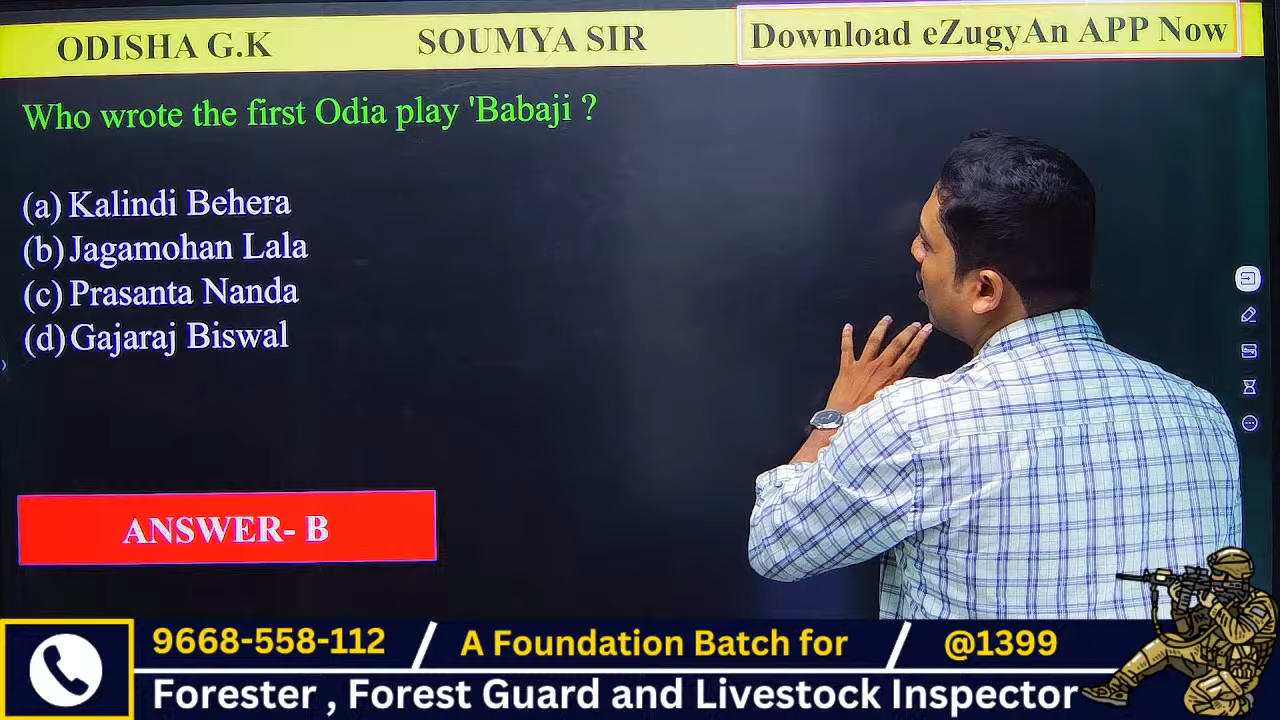 ODISHA G.K SOUMYA SIR Download eZugyAn APP Now
Who wrote the first Odia play 'Babaji ?
(a) Kalindi Behera
(b) Jagamohan Lala
(c) Prasanta Nanda
(d) Gajaraj Biswal
ANSWER- B
9668-558-112 / A Foundation Batch for / @1399
Forester , Forest Guard and Livestock Inspector